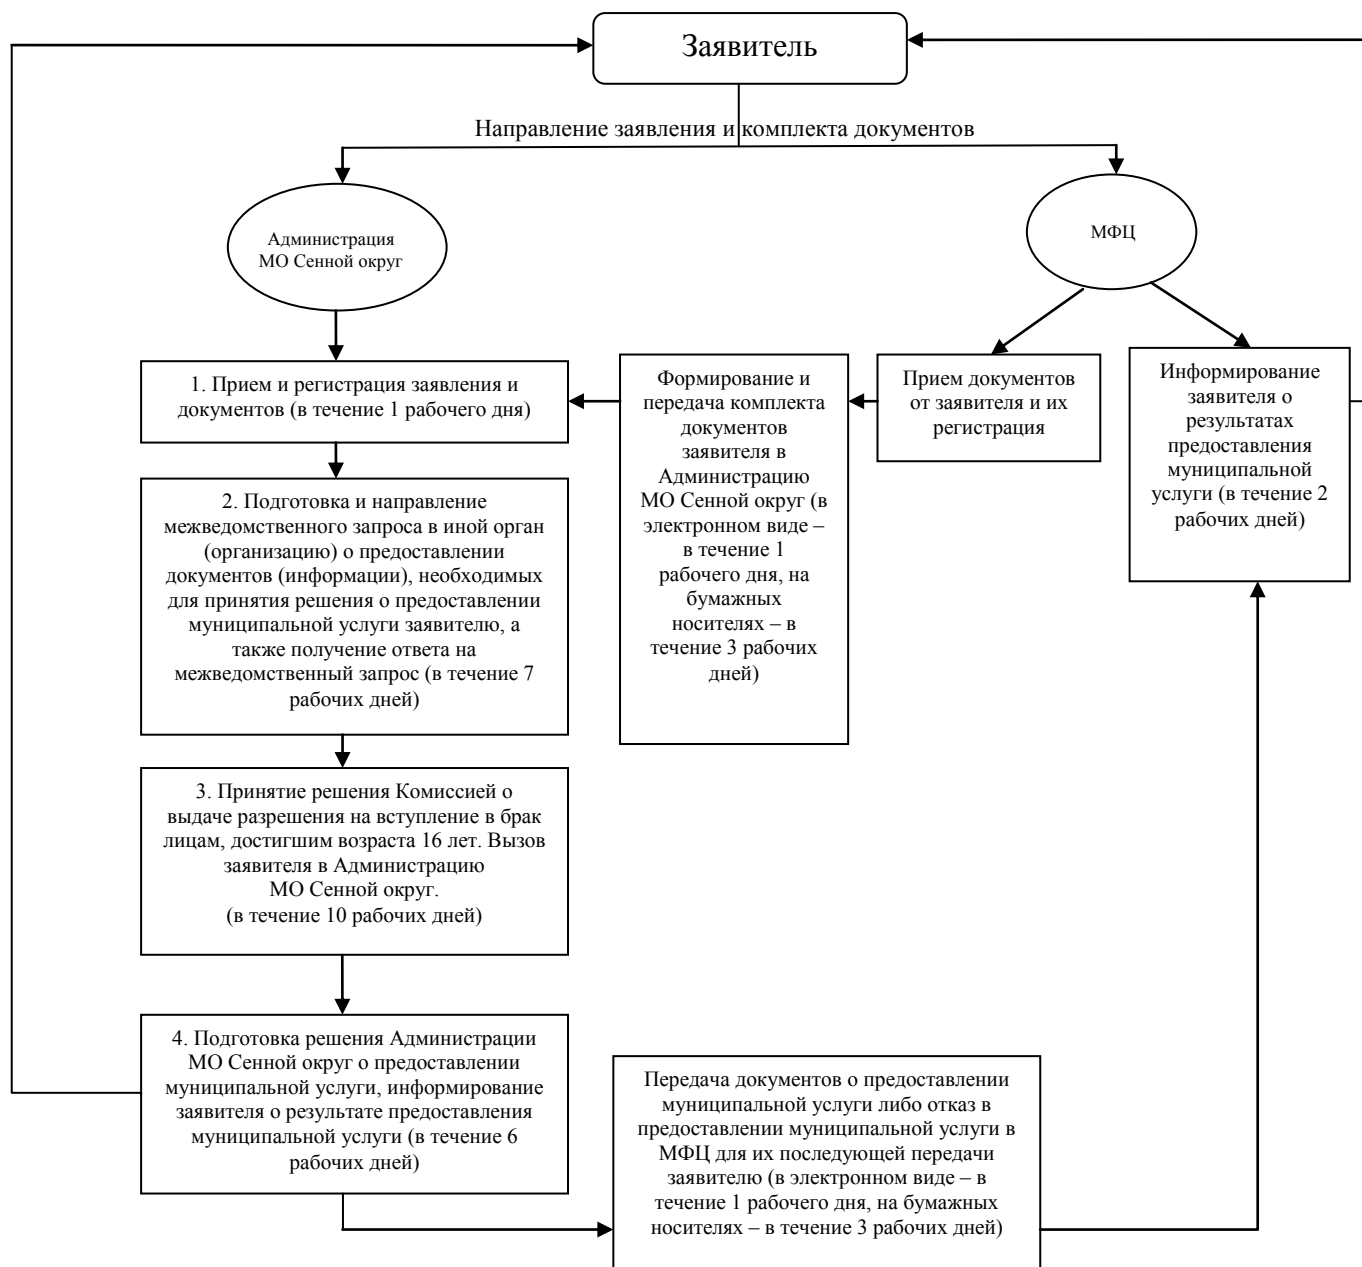 Заявитель
Направление заявления и комплекта документов
Администрация
МО Сенной округ
МФЦ
1. Прием и регистрация заявления и
документов (в течение 1 рабочего дня)
Формирование и
передача комплекта
документов
заявителя в
Администрацию
МО Сенной округ (в
электронном виде –
в течение 1
рабочего дня, на
бумажных
носителях – в
течение 3 рабочих
дней)
Прием документов
от заявителя и их
регистрация
Информирование
заявителя о
результатах
предоставления
муниципальной
услуги (в течение 2
рабочих дней)
2. Подготовка и направление
межведомственного запроса в иной орган
(организацию) о предоставлении
документов (информации), необходимых
для принятия решения о предоставлении
муниципальной услуги заявителю, а
также получение ответа на
межведомственный запрос (в течение 7
рабочих дней)
3. Принятие решения Комиссией о
выдаче разрешения на вступление в брак
лицам, достигшим возраста 16 лет. Вызов
заявителя в Администрацию
МО Сенной округ.
(в течение 10 рабочих дней)
4. Подготовка решения Администрации
МО Сенной округ о предоставлении
муниципальной услуги, информирование
заявителя о результате предоставления
муниципальной услуги (в течение 6
рабочих дней)
Передача документов о предоставлении
муниципальной услуги либо отказ в
предоставлении муниципальной услуги в
МФЦ для их последующей передачи
заявителю (в электронном виде – в
течение 1 рабочего дня, на бумажных
носителях – в течение 3 рабочих дней)